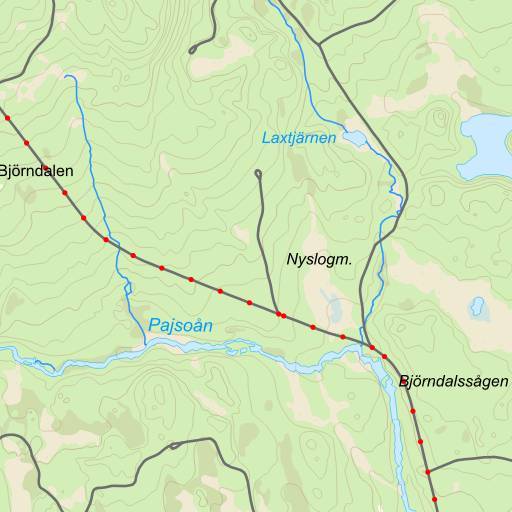 Laxtjärnen
Björndalen
Nyslogm.
Pajsoån
Björndalssågen